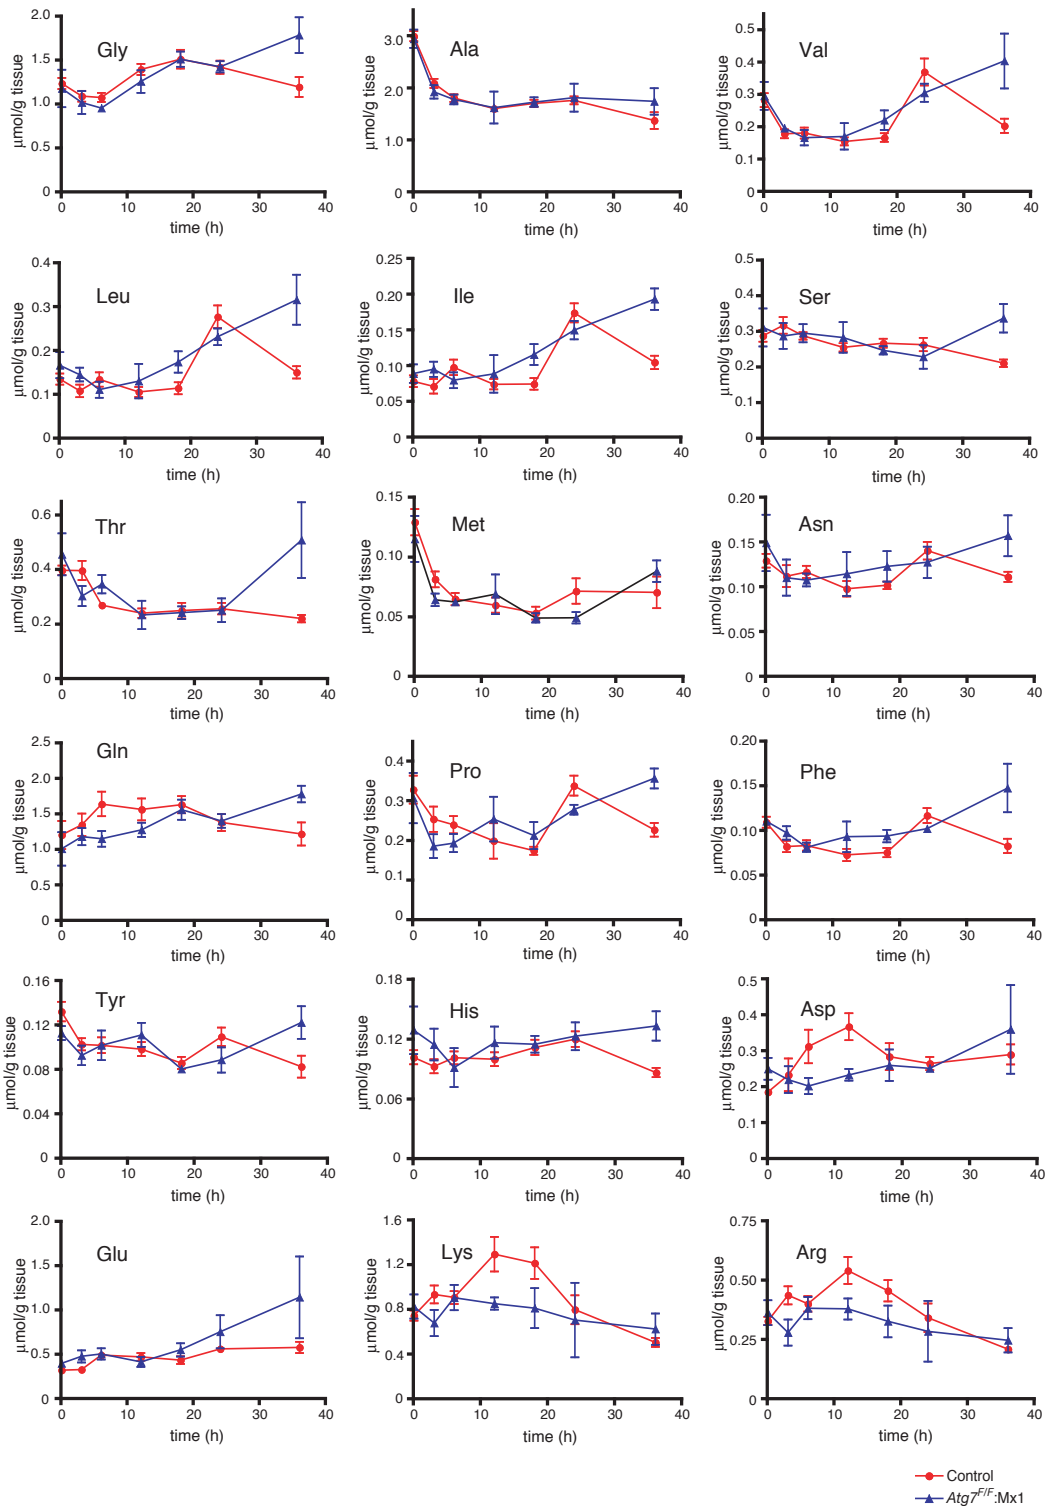 Gly
μmol/g tissue
2.0
1.5
1.0
0.5
0
0 10 20 30 40
time (h)
Ala
μmol/g tissue
3.0
2.0
1.0
0
0 10 20 30 40
time (h)
Val
μmol/g tissue
0.5
0.4
0.3
0.2
0.1
0
0 10 20 30 40
time (h)
Leu
μmol/g tissue
0.4
0.3
0.2
0.1
0
0 10 20 30 40
time (h)
Ile
μmol/g tissue
0.25
0.20
0.15
0.10
0.05
0
0 10 20 30 40
time (h)
Ser
μmol/g tissue
0.5
0.4
0.3
0.2
0.1
0
0 10 20 30 40
time (h)
Thr
μmol/g tissue
0.6
0.4
0.2
0
0 10 20 30 40
time (h)
Met
μmol/g tissue
0.15
0.10
0.05
0
0 10 20 30 40
time (h)
Asn
μmol/g tissue
0.20
0.15
0.10
0.05
0
0 10 20 30 40
time (h)
Gln
μmol/g tissue
2.5
2.0
1.5
1.0
0.5
0
0 10 20 30 40
time (h)
Pro
μmol/g tissue
0.4
0.3
0.2
0.1
0
0 10 20 30 40
time (h)
Phe
μmol/g tissue
0.20
0.15
0.10
0.05
0
0 10 20 30 40
time (h)
Tyr
μmol/g tissue
0.16
0.12
0.08
0.04
0
0 10 20 30 40
time (h)
His
μmol/g tissue
0.18
0.12
0.06
0
0 10 20 30 40
time (h)
Asp
μmol/g tissue
0.5
0.4
0.3
0.2
0.1
0
0 10 20 30 40
time (h)
Glu
μmol/g tissue
2.0
1.5
1.0
0.5
0
0 10 20 30 40
time (h)
Lys
μmol/g tissue
1.6
1.2
0.8
0.4
0
0 10 20 30 40
time (h)
Arg
μmol/g tissue
0.75
0.50
0.25
0
0 10 20 30 40
time (h)
Control
Atg7F/F:Mx1